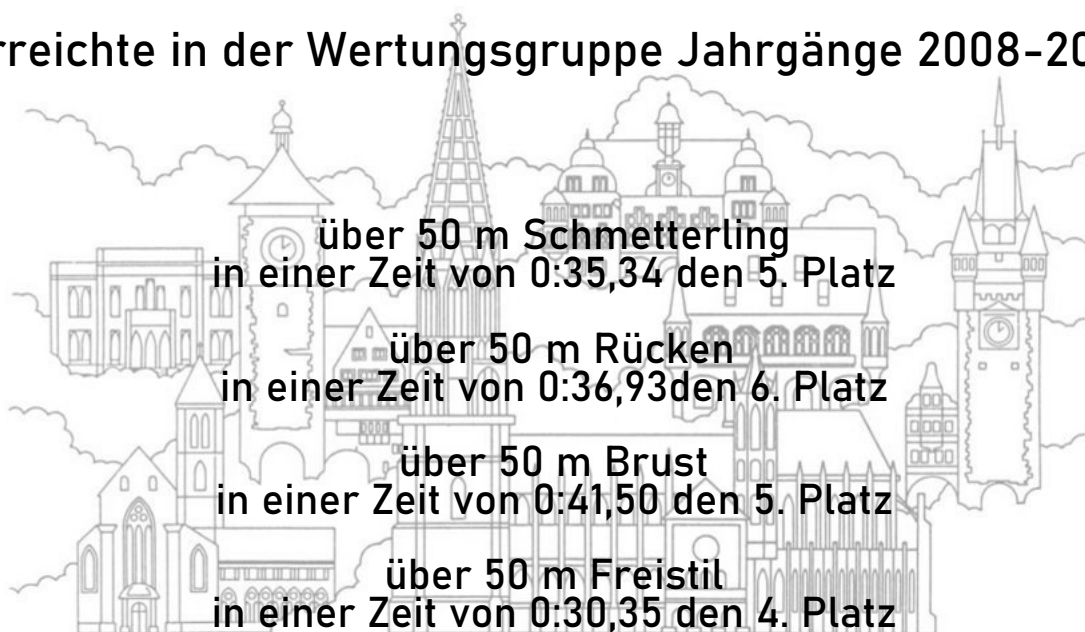 rreichte in der Wertungsgruppe Jahrgänge 2008-20
über 50 m Schmetterling
in einer Zeit von 0:35,34 den 5. Platz
über 50 m Rücken
in einer Zeit von 0:36,93den 6. Platz
über 50 m Brust
in einer Zeit von 0:41,50 den 5. Platz
über 50 m Freistil
in einer Zeit von 0:30,35 den 4. Platz